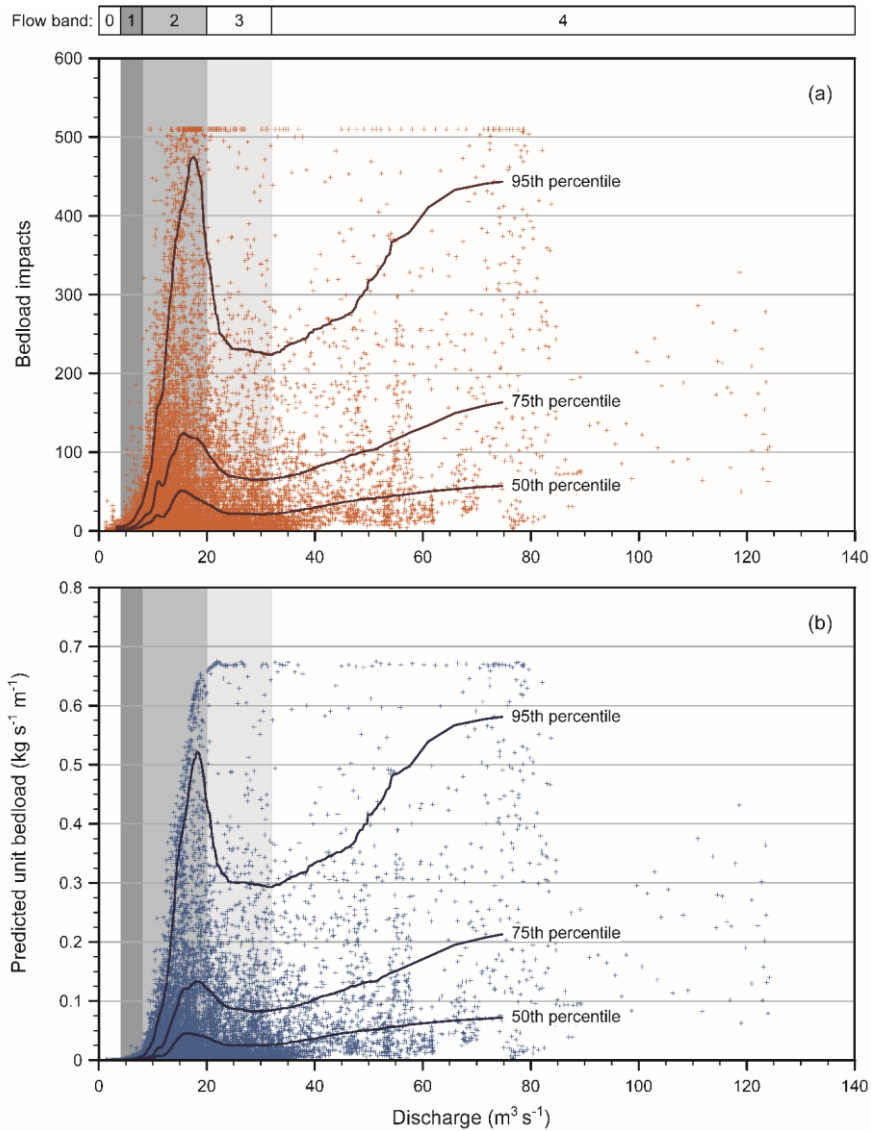 Flow band: 0 1 2 3 4
600
(a)
500
95th percentile
400
Bedload impacts
300
200
75th percentile
100
50th percentile
0
0 20 40 60 80 100 120 140
0.8
(b)
0.7
0.6
95th percentile
0.5
Predicted unit bedload (kg s⁻¹ m⁻¹)
0.4
0.3
75th percentile
0.2
0.1
50th percentile
0
0 20 40 60 80 100 120 140
Discharge (m³ s⁻¹)